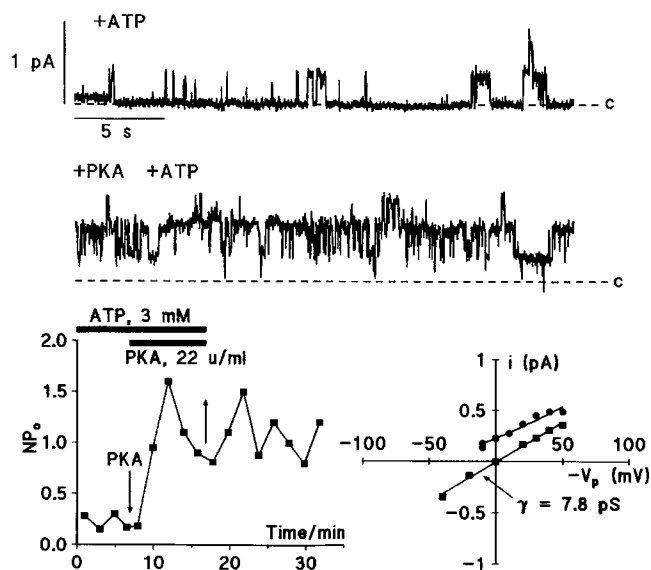 +ATP
1 pA
c
5 s
+PKA +ATP
c
ATP, 3 mM
PKA, 22 u/ml
2.0
1.5
1.0
0.5
0.0
NPo
PKA
Time/min
0 10 20 30
i (pA)
1
0.5
-0.5
-1
-100 -50 50 100
-Vp (mV)
γ = 7.8 pS